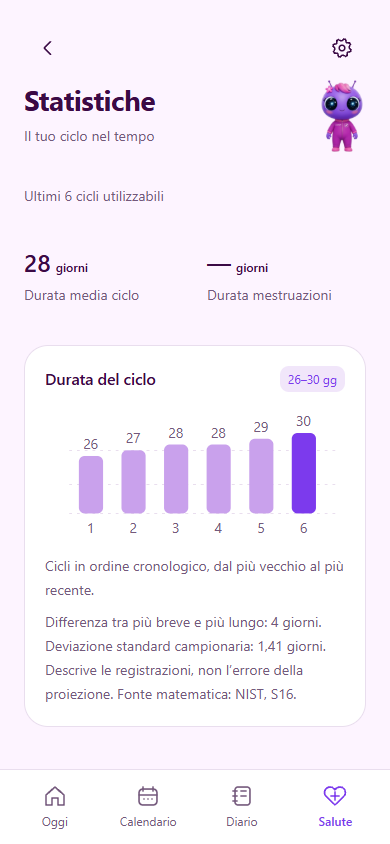 Statistiche
Il tuo ciclo nel tempo
Ultimi 6 cicli utilizzabili
28 giorni
— giorni
Durata media ciclo
Durata mestruazioni
Durata del ciclo
26–30 gg
26 27 28 28 29 30
1 2 3 4 5 6
Cicli in ordine cronologico, dal più vecchio al più
recente.
Differenza tra più breve e più lungo: 4 giorni.
Deviazione standard campionaria: 1,41 giorni.
Descrive le registrazioni, non l’errore della
proiezione. Fonte matematica: NIST, S16.
Oggi
Calendario
Diario
Salute